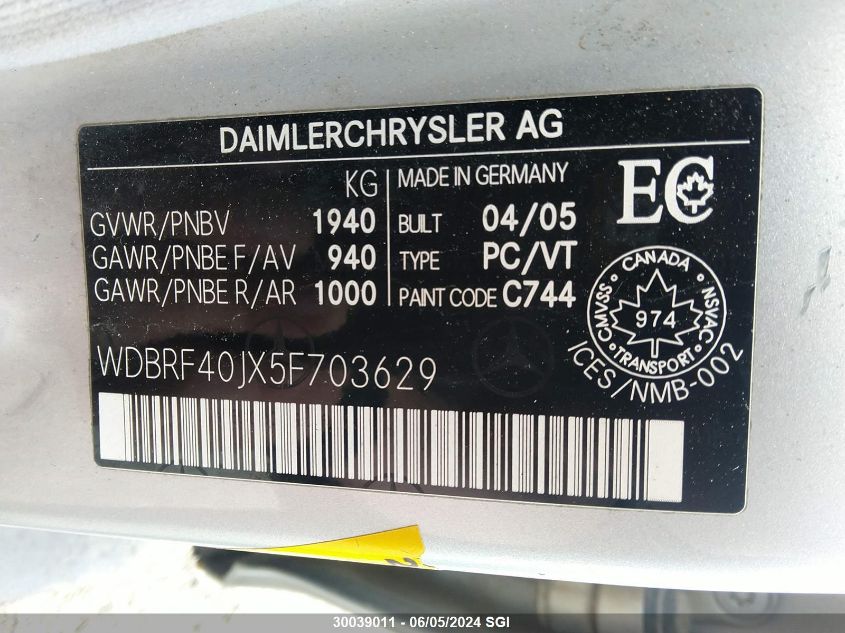 DAIMLERCHRYSLER AG
KG
GVWR/PNBV 1940
GAWR/PNBE F/AV 940
GAWR/PNBE R/AR 1000
MADE IN GERMANY
BUILT 04/05
TYPE PC/VT
PAINT CODE C744
EC
CANADA
CMVSS 974 NSVAC
TRANSPORT
ICES/NMB-002
WDBRF40JX5F703629
30039011 - 06/05/2024 SGI